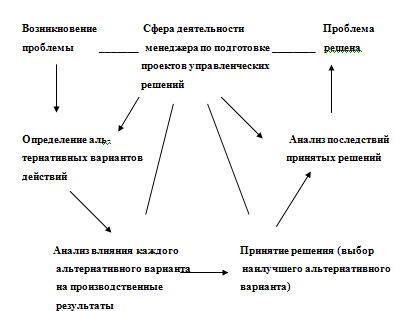 Возникновение
проблемы
Сфера деятельности
менеджера по подготовке
проектов управленческих
решений
Проблема
решена
Определение аль-
тернативных вариантов
действий
Анализ последствий
принятых решений
Анализ влияния каждого
альтернативного варианта
на производственные
результаты
Принятие решения (выбор
наилучшего альтернативного
варианта)